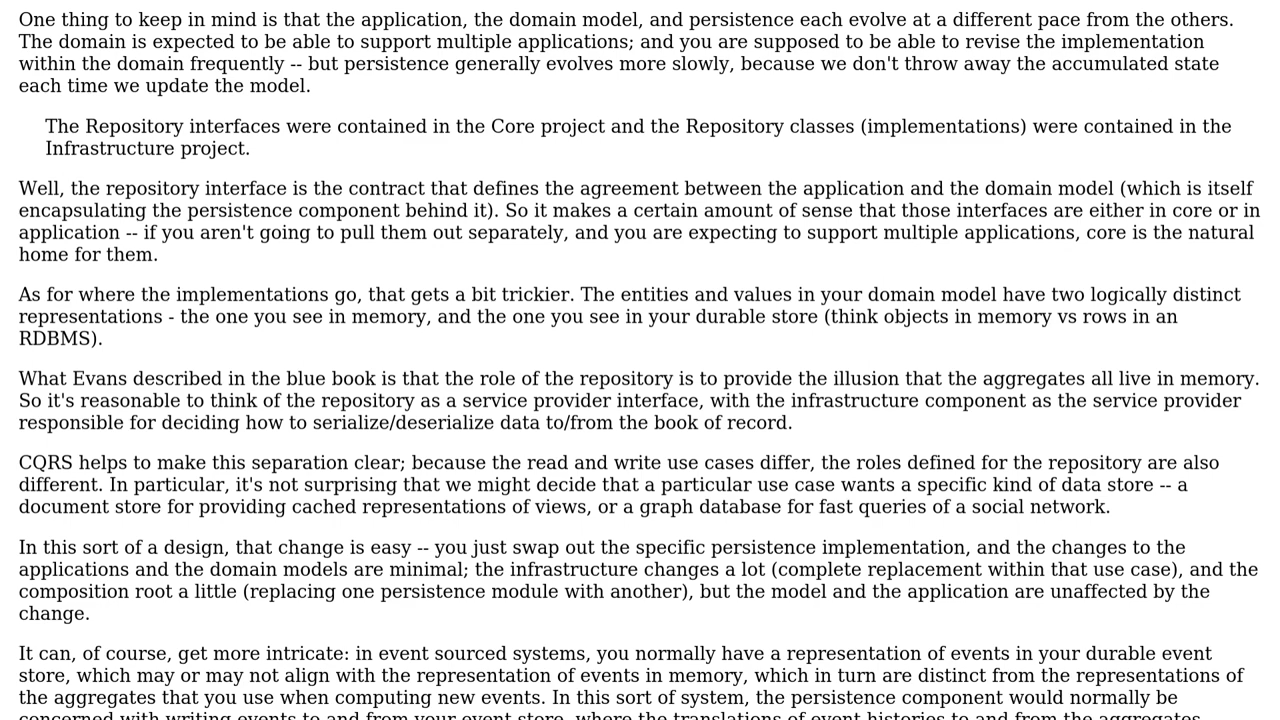 One thing to keep in mind is that the application, the domain model, and persistence each evolve at a different pace from the others.
The domain is expected to be able to support multiple applications; and you are supposed to be able to revise the implementation
within the domain frequently -- but persistence generally evolves more slowly, because we don't throw away the accumulated state
each time we update the model.
The Repository interfaces were contained in the Core project and the Repository classes (implementations) were contained in the
Infrastructure project.
Well, the repository interface is the contract that defines the agreement between the application and the domain model (which is itself
encapsulating the persistence component behind it). So it makes a certain amount of sense that those interfaces are either in core or in
application -- if you aren't going to pull them out separately, and you are expecting to support multiple applications, core is the natural
home for them.
As for where the implementations go, that gets a bit trickier. The entities and values in your domain model have two logically distinct
representations - the one you see in memory, and the one you see in your durable store (think objects in memory vs rows in an
RDBMS).
What Evans described in the blue book is that the role of the repository is to provide the illusion that the aggregates all live in memory.
So it's reasonable to think of the repository as a service provider interface, with the infrastructure component as the service provider
responsible for deciding how to serialize/deserialize data to/from the book of record.
CQRS helps to make this separation clear; because the read and write use cases differ, the roles defined for the repository are also
different. In particular, it's not surprising that we might decide that a particular use case wants a specific kind of data store -- a
document store for providing cached representations of views, or a graph database for fast queries of a social network.
In this sort of a design, that change is easy -- you just swap out the specific persistence implementation, and the changes to the
applications and the domain models are minimal; the infrastructure changes a lot (complete replacement within that use case), and the
composition root a little (replacing one persistence module with another), but the model and the application are unaffected by the
change.
It can, of course, get more intricate: in event sourced systems, you normally have a representation of events in your durable event
store, which may or may not align with the representation of events in memory, which in turn are distinct from the representations of
the aggregates that you use when computing new events. In this sort of system, the persistence component would normally be
concerned with writing events to and from your event store, where the translations of event histories to and from the aggregates